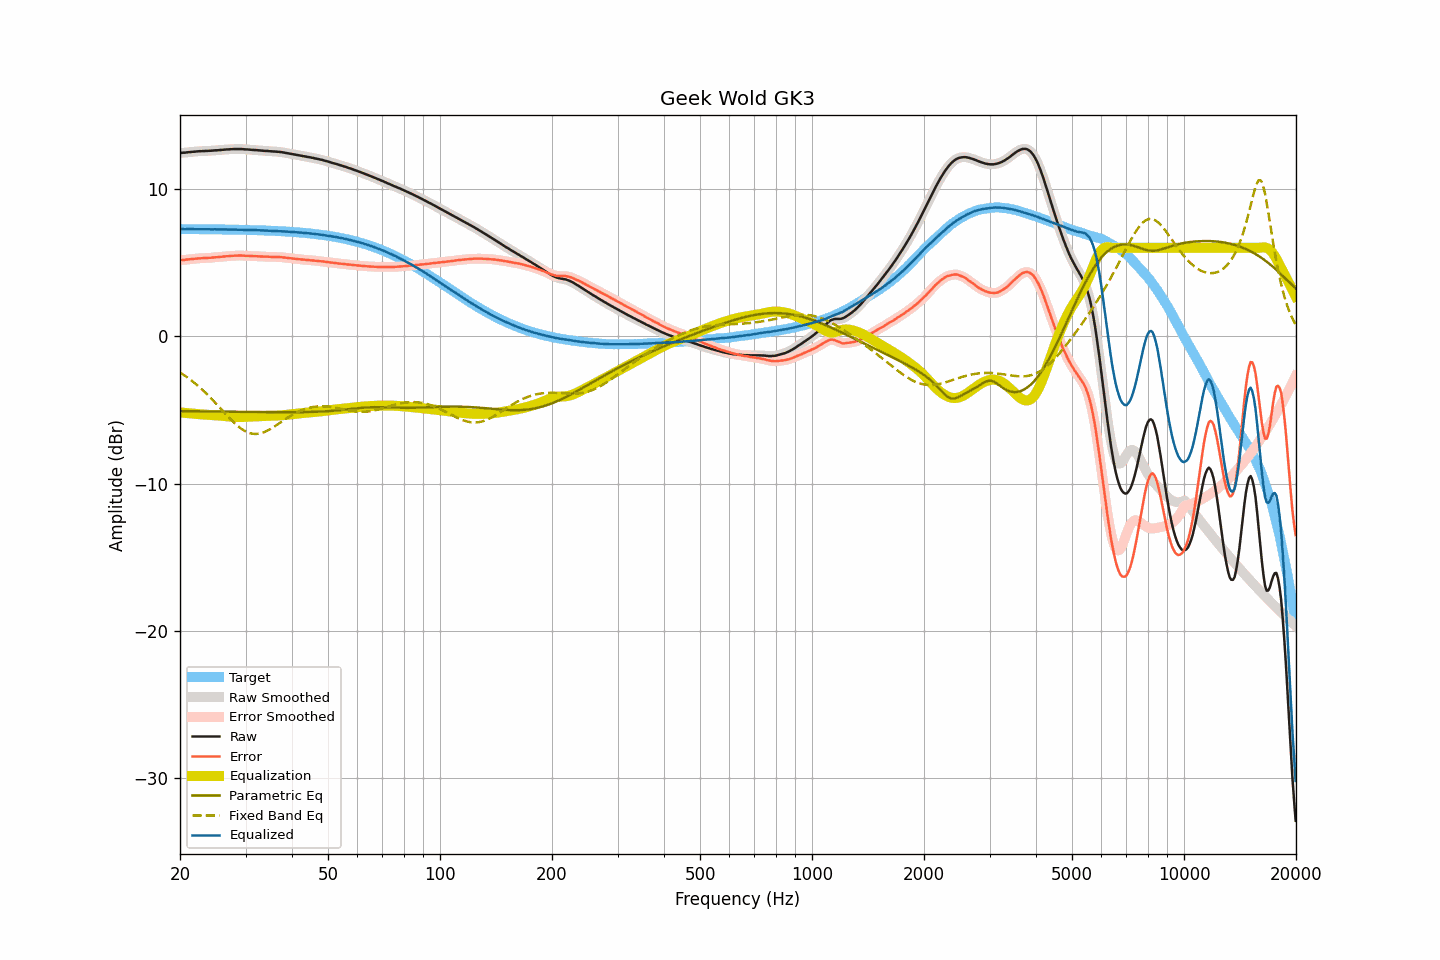 Geek Wold GK3
10
0
−10
−20
−30
Amplitude (dBr)
Target
Raw Smoothed
Error Smoothed
Raw
Error
Equalization
Parametric Eq
Fixed Band Eq
Equalized
20 50 100 200 500 1000 2000 5000 10000 20000
Frequency (Hz)